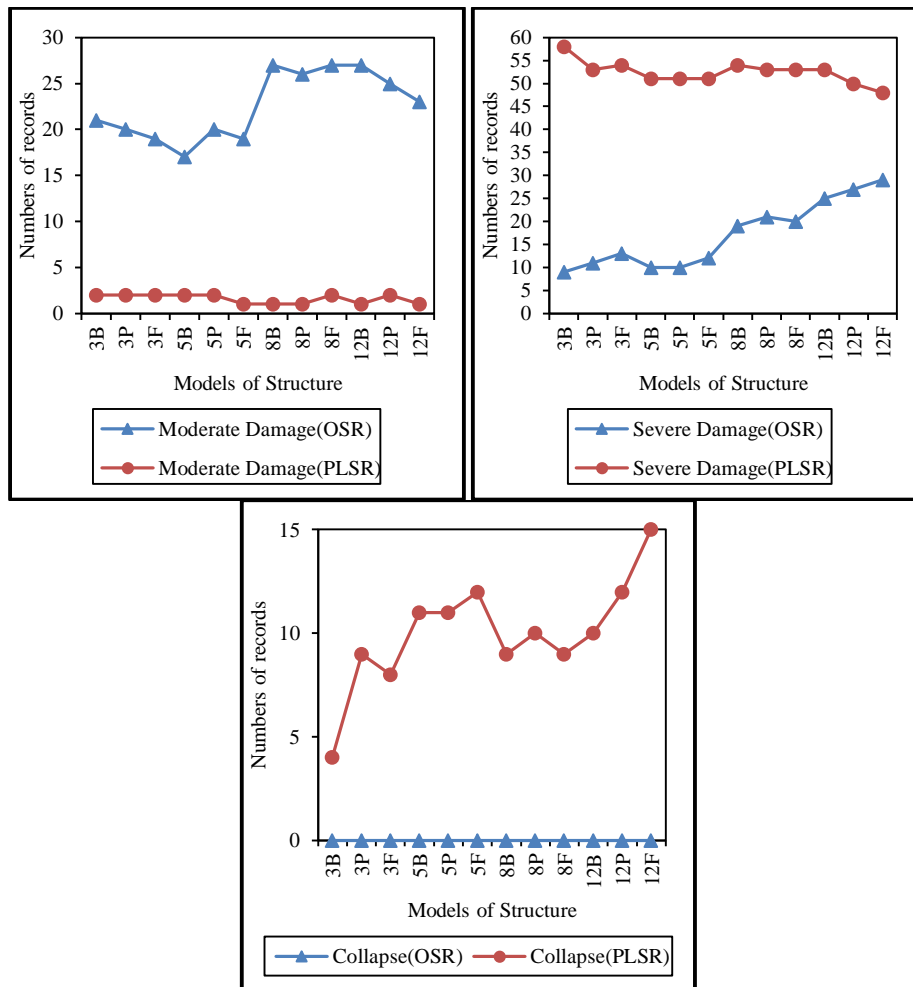 30
25
20
15
10
5
0
Numbers of records
3B 3P 3F 5B 5P 5F 8B 8P 8F 12B 12P 12F
Models of Structure
Moderate Damage(OSR)
Moderate Damage(PLSR)
60
55
50
45
40
35
30
25
20
15
10
5
0
Numbers of records
3B 3P 3F 5B 5P 5F 8B 8P 8F 12B 12P 12F
Models of Structure
Severe Damage(OSR)
Severe Damage(PLSR)
15
10
5
0
Numbers of records
3B 3P 3F 5B 5P 5F 8B 8P 8F 12B 12P 12F
Models of Structure
Collapse(OSR) Collapse(PLSR)